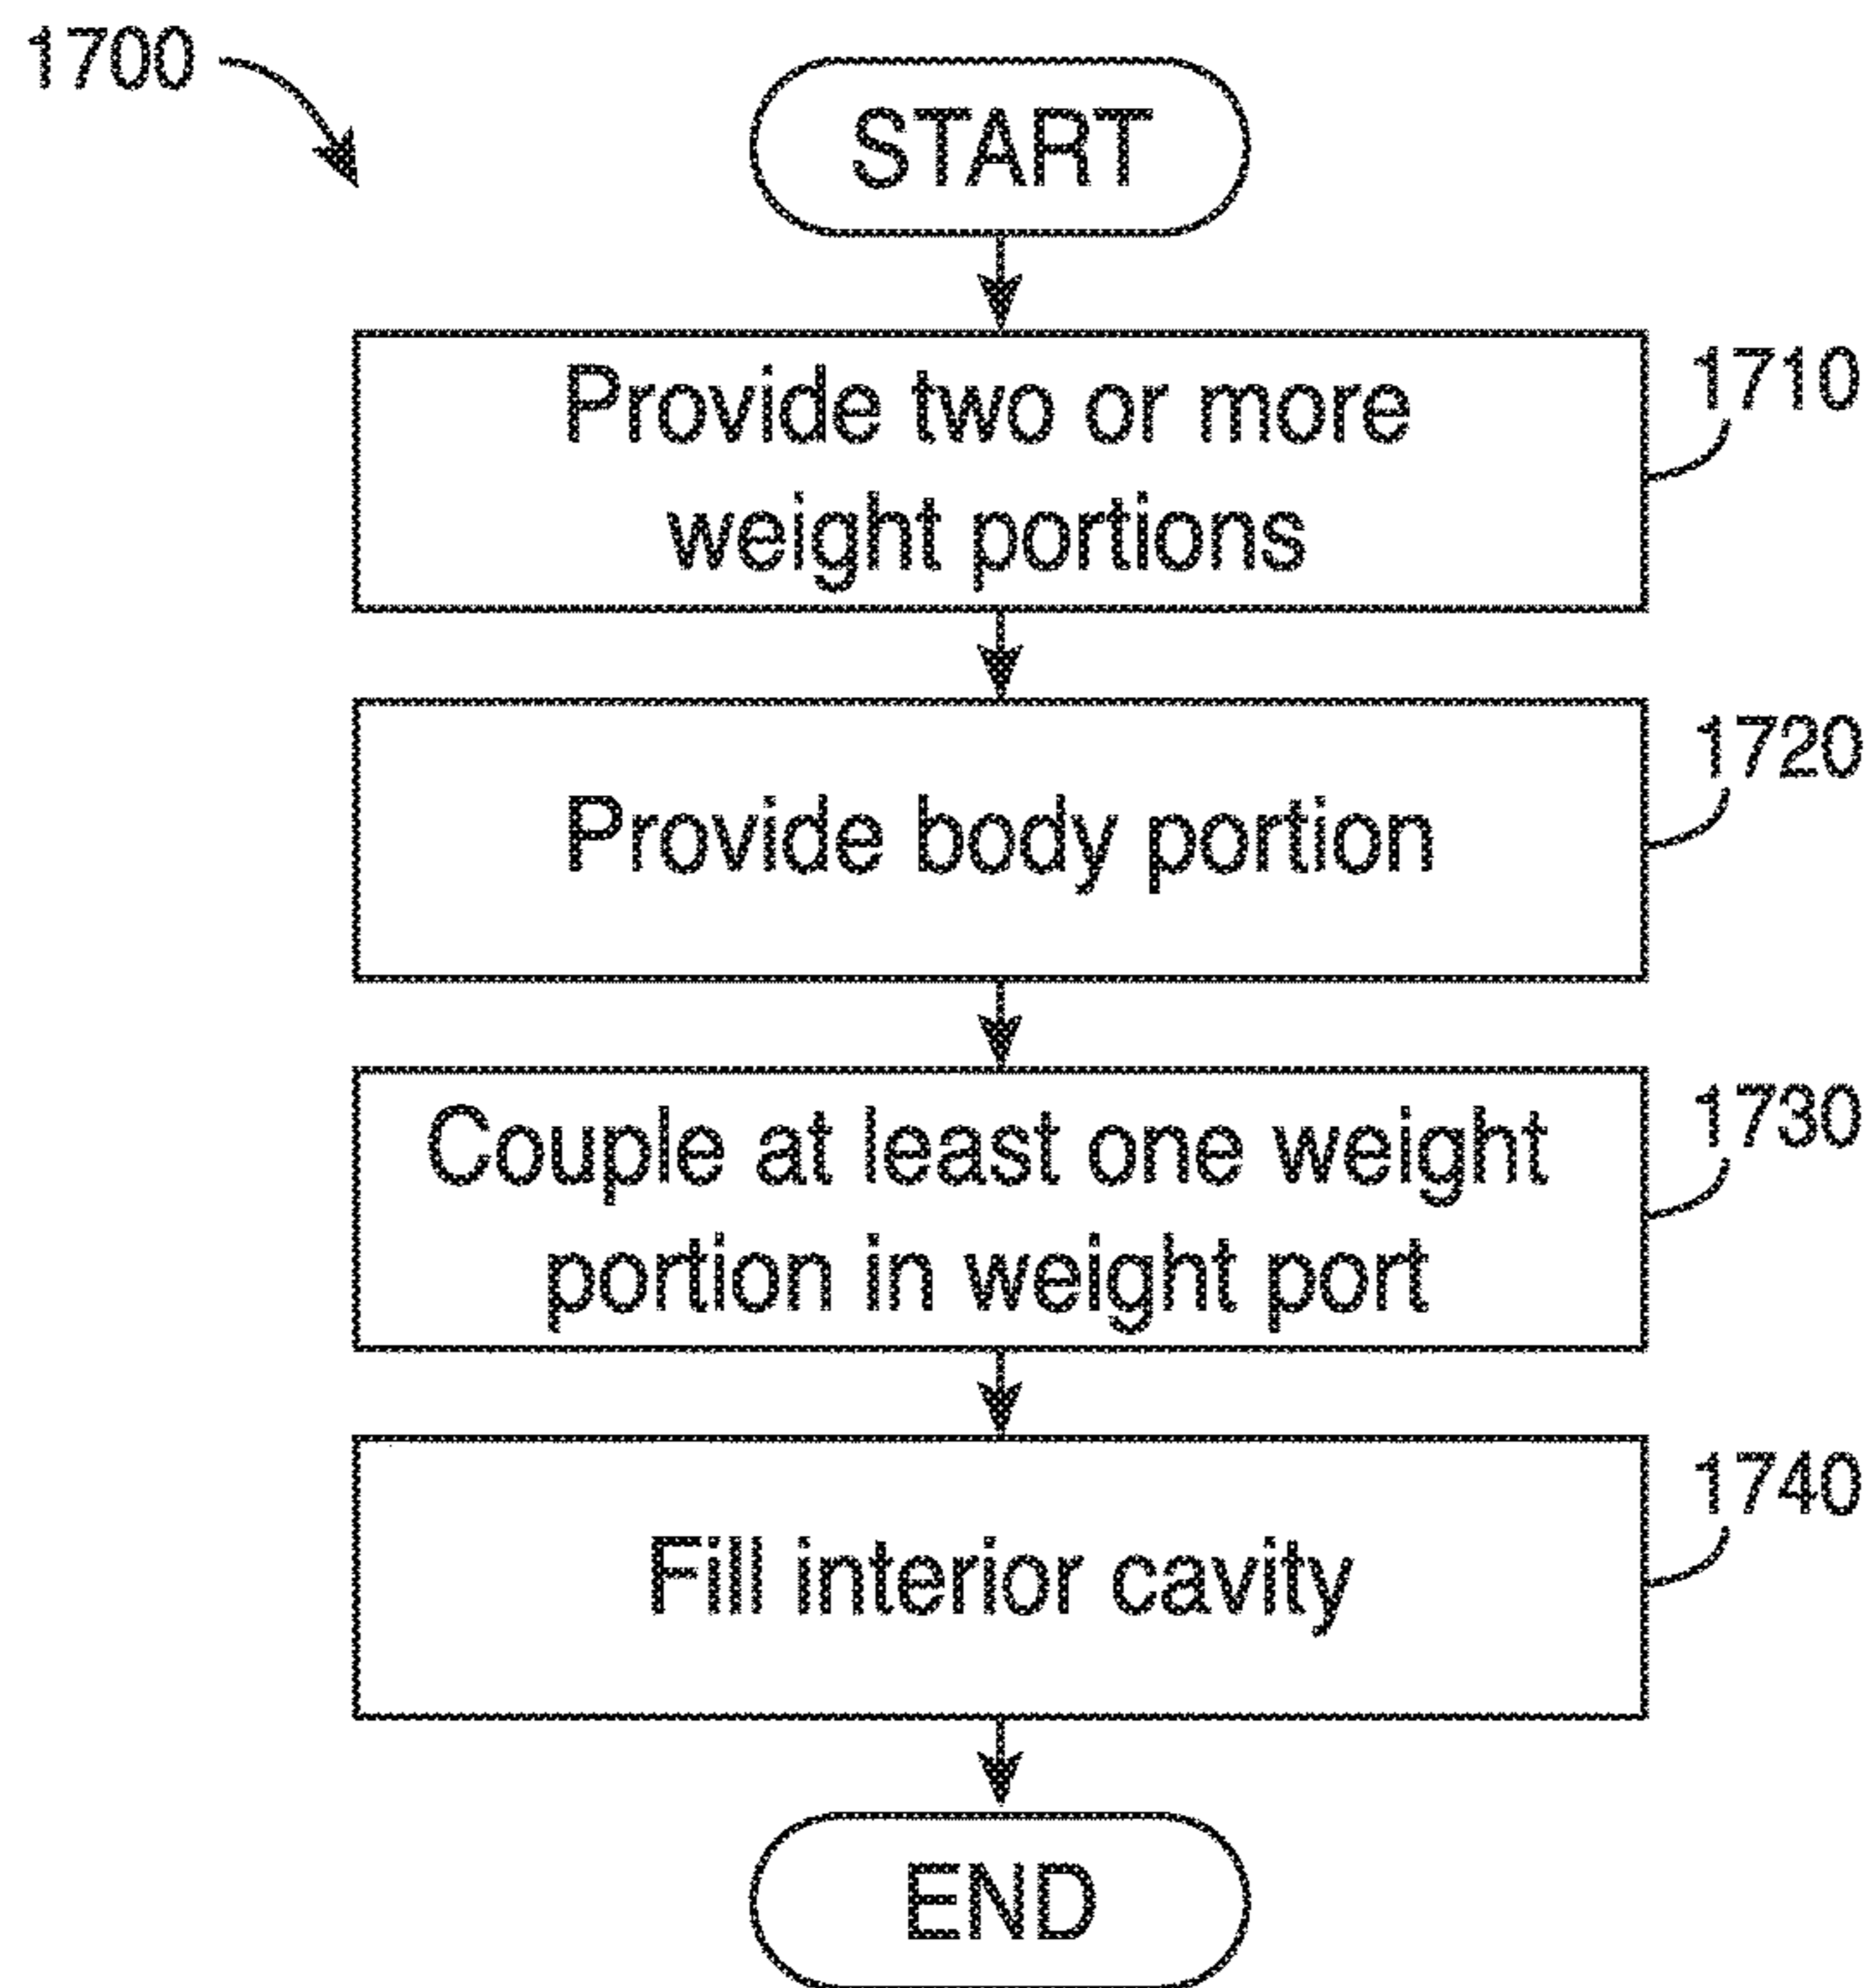 1700
START
Provide two or more
weight portions
1710
Provide body portion
1720
Couple at least one weight
portion in weight port
1730
Fill interior cavity
1740
END